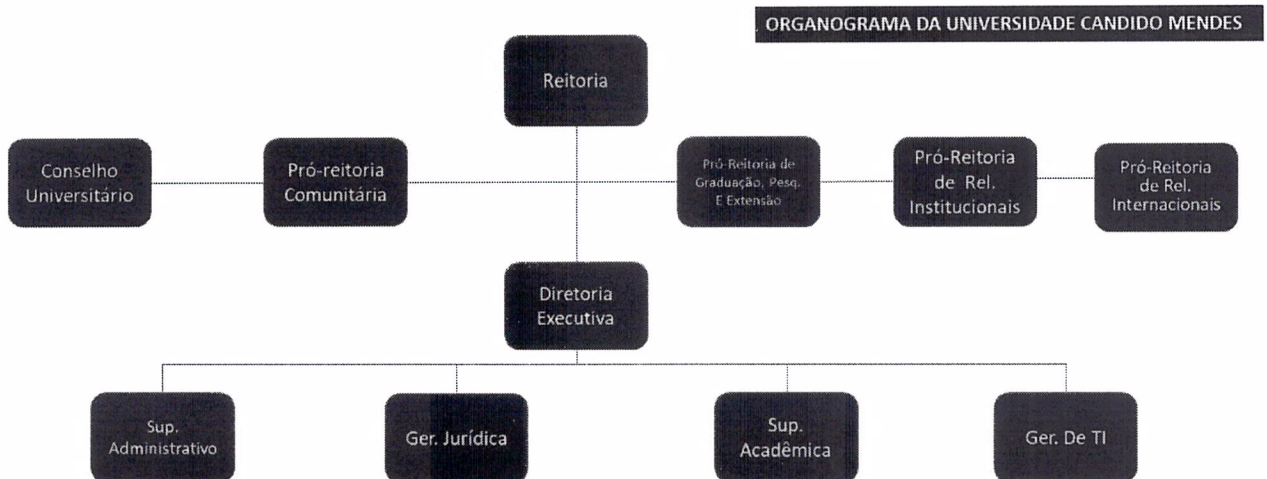 . ORGANOGRAMA DA UNIVERSIDADE CANDIDO MENDES
Reitoria
Conselho
Universitário
Pró-reitoria
Comunitária
Pró-Reitoria de
Graduação, Pesq.
E Extensão
Pró-Reitoria
de Rel.
Institucionais
Pró-Reitoria
de Rel.
Internacionais
Diretoria
Executiva
Sup.
Administrativo
Ger. Jurídica
Sup.
Acadêmica
Ger. De TI